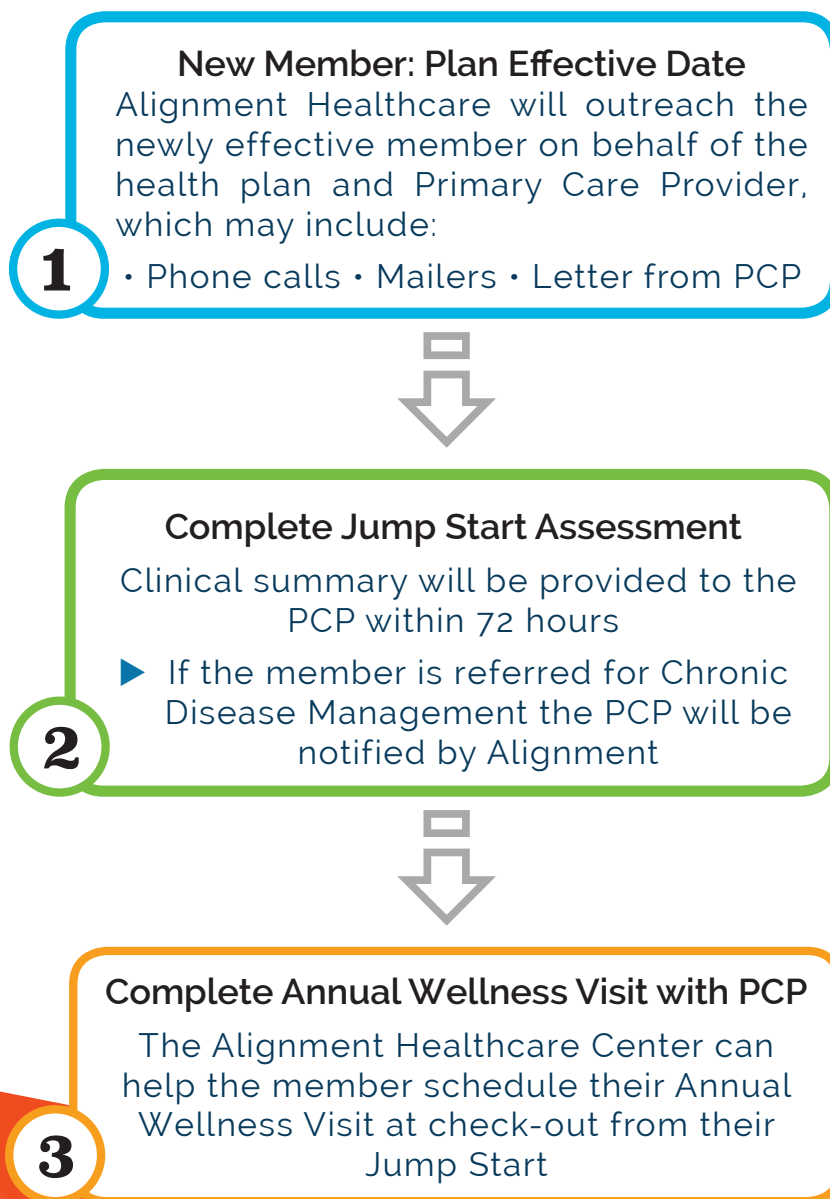 New Member: Plan Effective Date
Alignment Healthcare will outreach the
newly effective member on behalf of the
health plan and Primary Care Provider,
which may include:
• Phone calls • Mailers • Letter from PCP
1
Complete Jump Start Assessment
Clinical summary will be provided to the
PCP within 72 hours
▶ If the member is referred for Chronic
Disease Management the PCP will be
notified by Alignment
2
Complete Annual Wellness Visit with PCP
The Alignment Healthcare Center can
help the member schedule their Annual
Wellness Visit at check-out from their
Jump Start
3